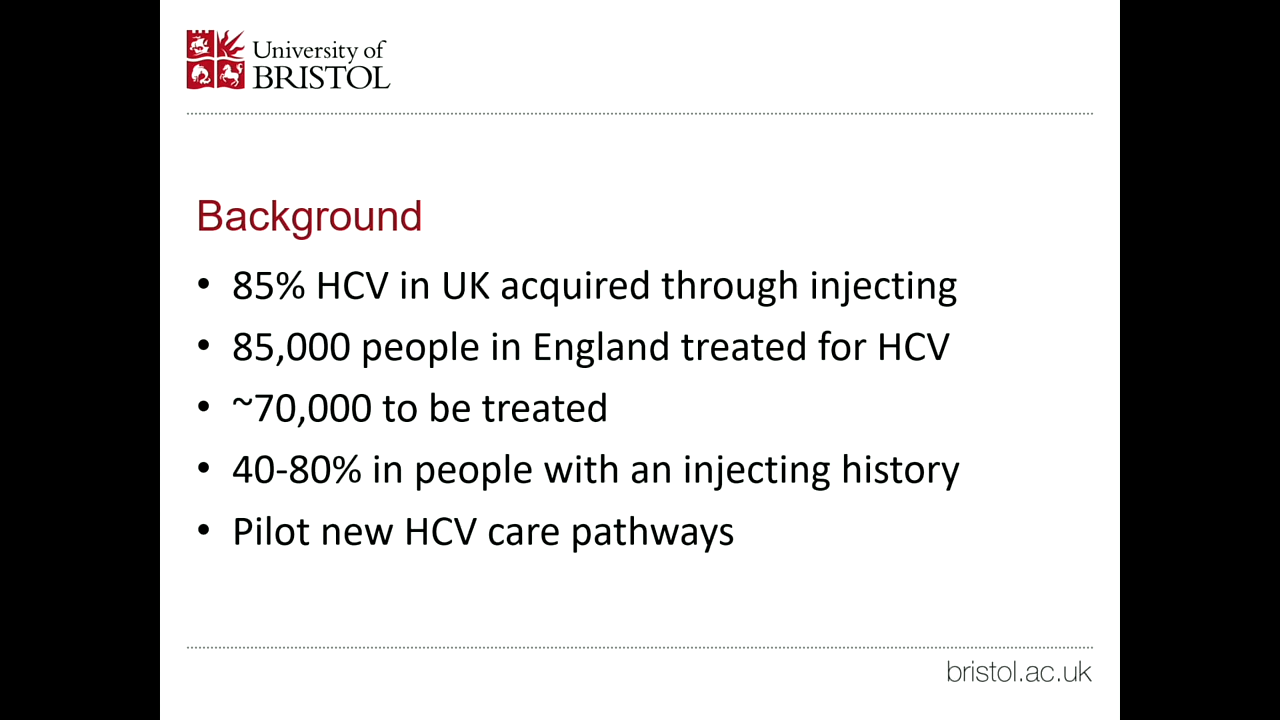 University of
BRISTOL
Background
• 85% HCV in UK acquired through injecting
• 85,000 people in England treated for HCV
• ~70,000 to be treated
• 40-80% in people with an injecting history
• Pilot new HCV care pathways
bristol.ac.uk